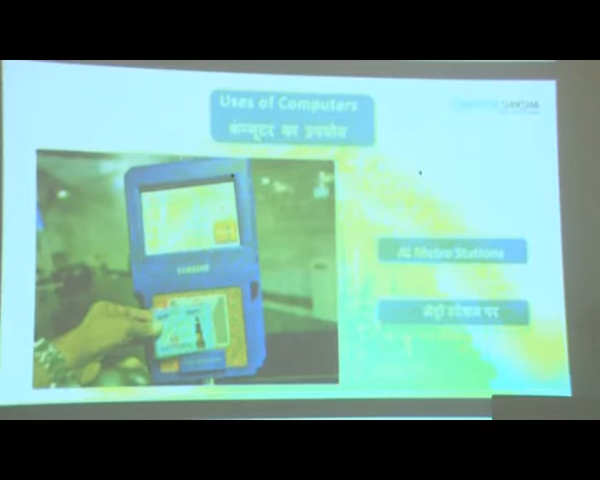 Uses of Computers
कंप्यूटर का उपयोग
At Metro Stations
मेट्रो स्टेशन पर